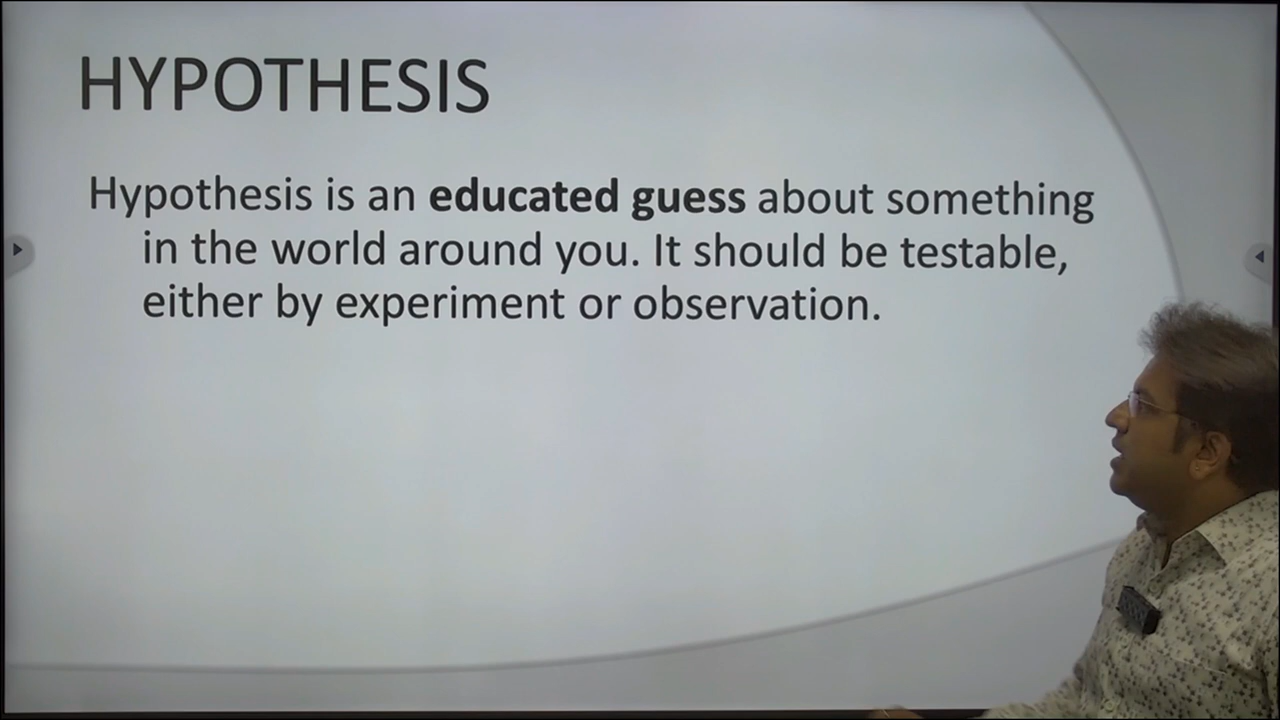 HYPOTHESIS
Hypothesis is an educated guess about something
in the world around you. It should be testable,
either by experiment or observation.